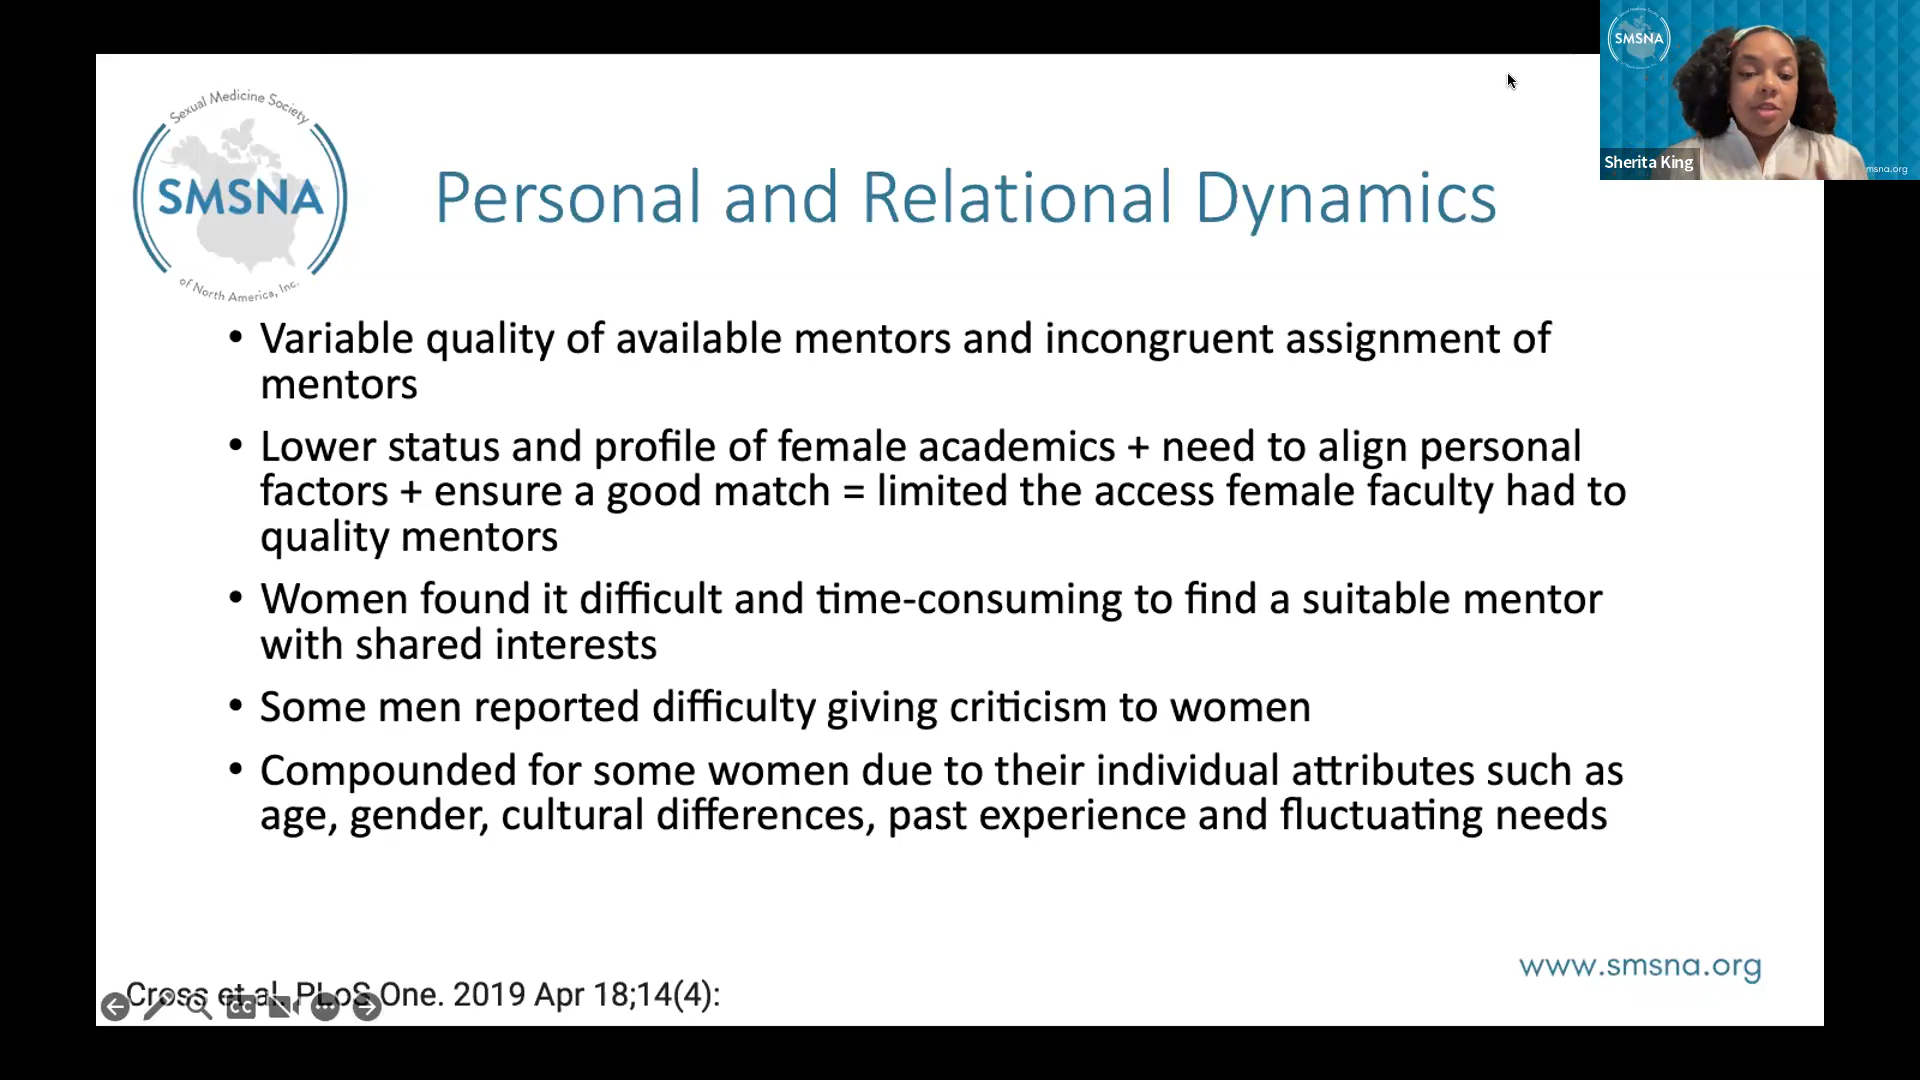 Sexual Medicine Society
SMSNA
of North America, Inc.
Personal and Relational Dynamics
SMSNA
Sherita King
msna.org
• Variable quality of available mentors and incongruent assignment of
mentors
• Lower status and profile of female academics + need to align personal
factors + ensure a good match = limited the access female faculty had to
quality mentors
• Women found it difficult and time-consuming to find a suitable mentor
with shared interests
• Some men reported difficulty giving criticism to women
• Compounded for some women due to their individual attributes such as
age, gender, cultural differences, past experience and fluctuating needs
www.smsna.org
Cross et al. PLoS One. 2019 Apr 18;14(4):
CC